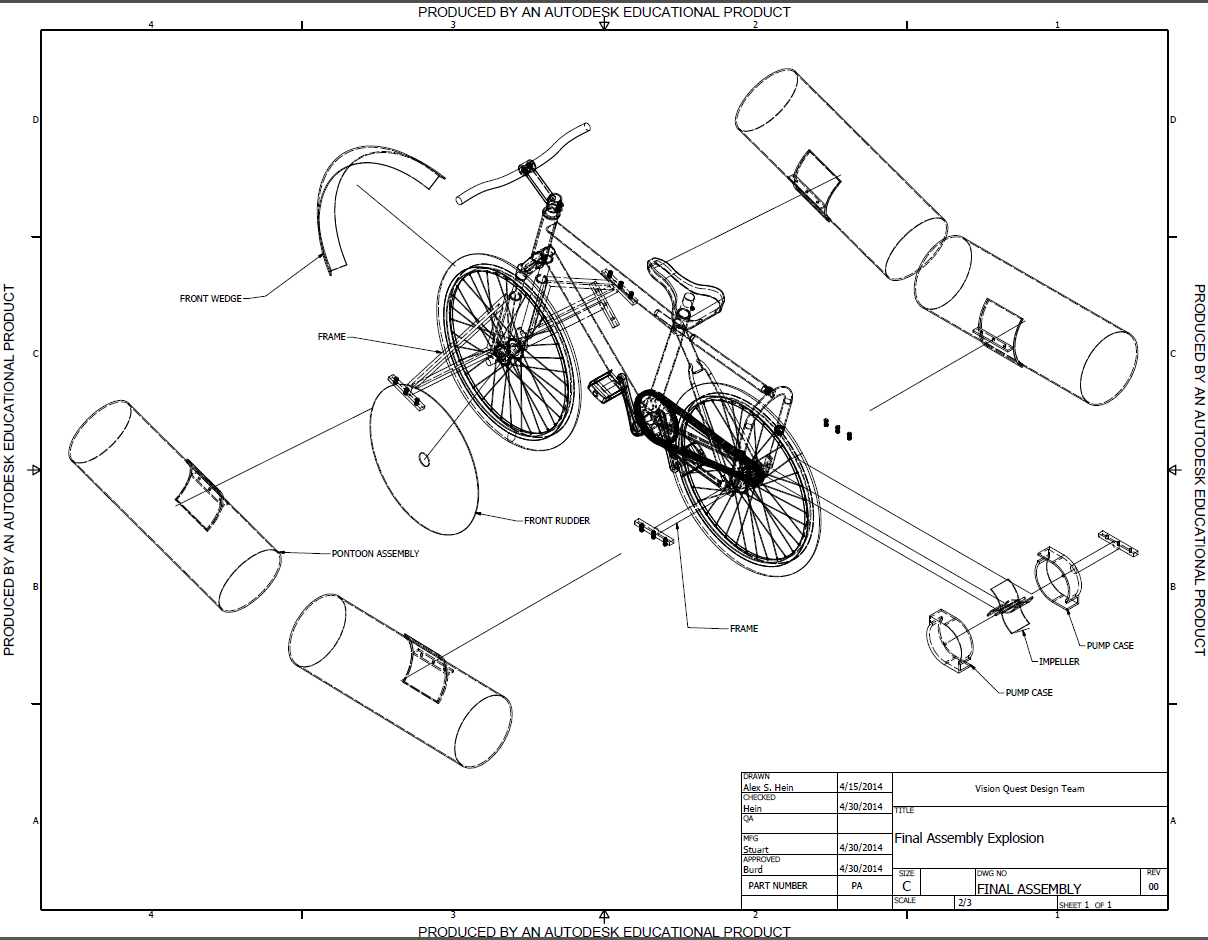 PRODUCED BY AN AUTODESK EDUCATIONAL PRODUCT
4 3 2 1
D D
C C
B B
A A
PRODUCED BY AN AUTODESK EDUCATIONAL PRODUCT
PRODUCED BY AN AUTODESK EDUCATIONAL PRODUCT
FRONT WEDGE
FRAME
FRONT RUDDER
PONTOON ASSEMBLY
FRAME
PUMP CASE
IMPELLER
PUMP CASE
DRAWN
Alex S. Hein 4/15/2014
CHECKED
Hein 4/30/2014
QA
MFG
Stuart 4/30/2014
APPROVED
Burd 4/30/2014
PART NUMBER PA
Vision Quest Design Team
TITLE
Final Assembly Explosion
SIZE
C
DWG NO
FINAL ASSEMBLY
REV
00
SCALE
2/3
SHEET 1 OF 1
4 3 2 1
PRODUCED BY AN AUTODESK EDUCATIONAL PRODUCT